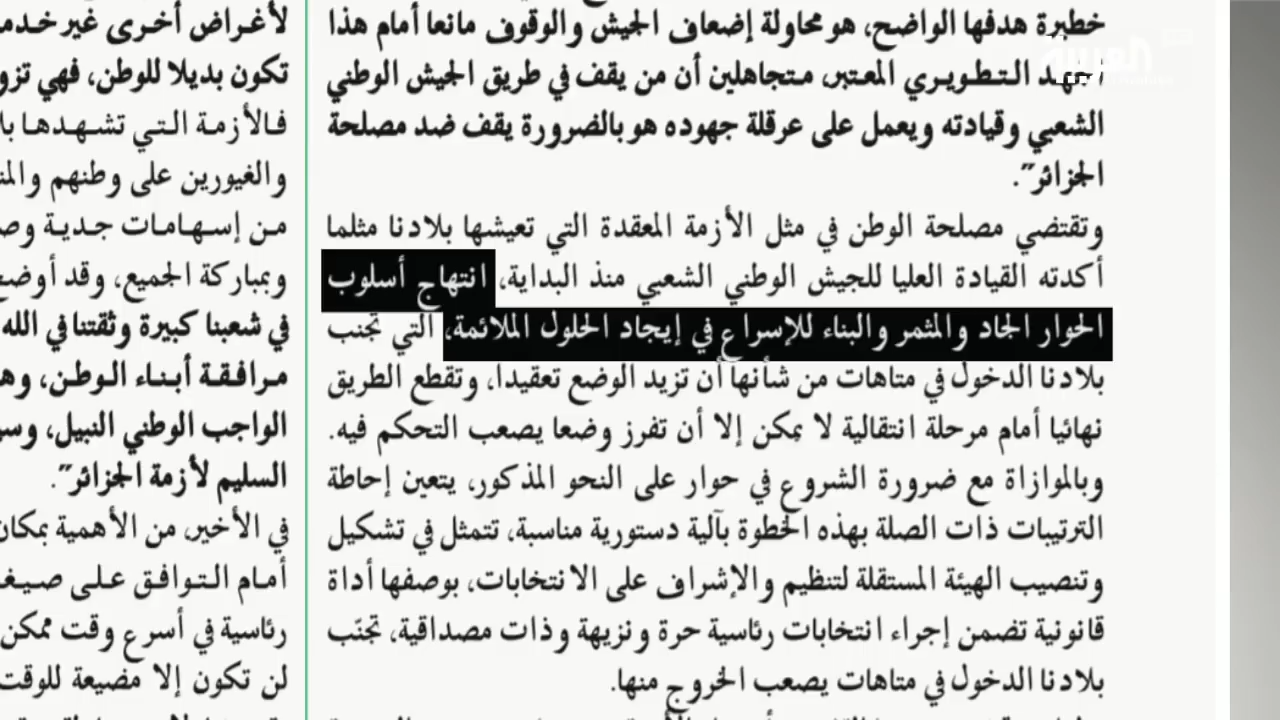 خطيرة هدفها الواضح، هو محاولة إضعاف الجيش والوقوف مانعا أمام هذا
التطويري المعتبر، متجاهلين أن من يقف في طريق الجيش الوطني
الشعبي وقيادته ويعمل على عرقلة جهوده هو بالضرورة يقف ضد مصلحة
الجزائر".
وتقتضي مصلحة الوطن في مثل الأزمة المعقدة التي تعيشها بلادنا مثلما
أكدته القيادة العليا للجيش الوطني الشعبي منذ البداية، انتهاج أسلوب
الحوار الجاد والمثمر والبناء للإسراع في إيجاد الحلول الملائمة، التي تجنب
بلادنا الدخول في متاهات من شأنها أن تزيد الوضع تعقيدا، وتقطع الطريق
نهائيا أمام مرحلة انتقالية لا يمكن إلا أن تفرز وضعا يصعب التحكم فيه.
وبالموازاة مع ضرورة الشروع في حوار على النحو المذكور، يتعين إحاطة
الترتيبات ذات الصلة بهذه الخطوة بآلية دستورية مناسبة، تتمثل في تشكيل
وتنصيب الهيئة المستقلة لتنظيم والإشراف على الانتخابات، بوصفها أداة
قانونية تضمن إجراء انتخابات رئاسية حرة ونزيهة وذات مصداقية، تجنّب
بلادنا الدخول في متاهات يصعب الخروج منها.
لأغراض أخرى غير
تكون بديلا للوطن، فهي
فالأزمة التي تشهدها
والغيورين على وطنهم
من إسهامات جدية
وبمباركة الجميع، وقد
في شعبنا كبيرة وثقتنا في الله
مرافقة أبناء الوطن،
الواجب الوطني النبيل،
السليم لأزمة الجزائر".
في الأخير، من الأهمية بمكان
أمام التوافق على
رئاسية في أسرع وقت ممكن
لن تكون إلا مضيعة للوقت
العربية